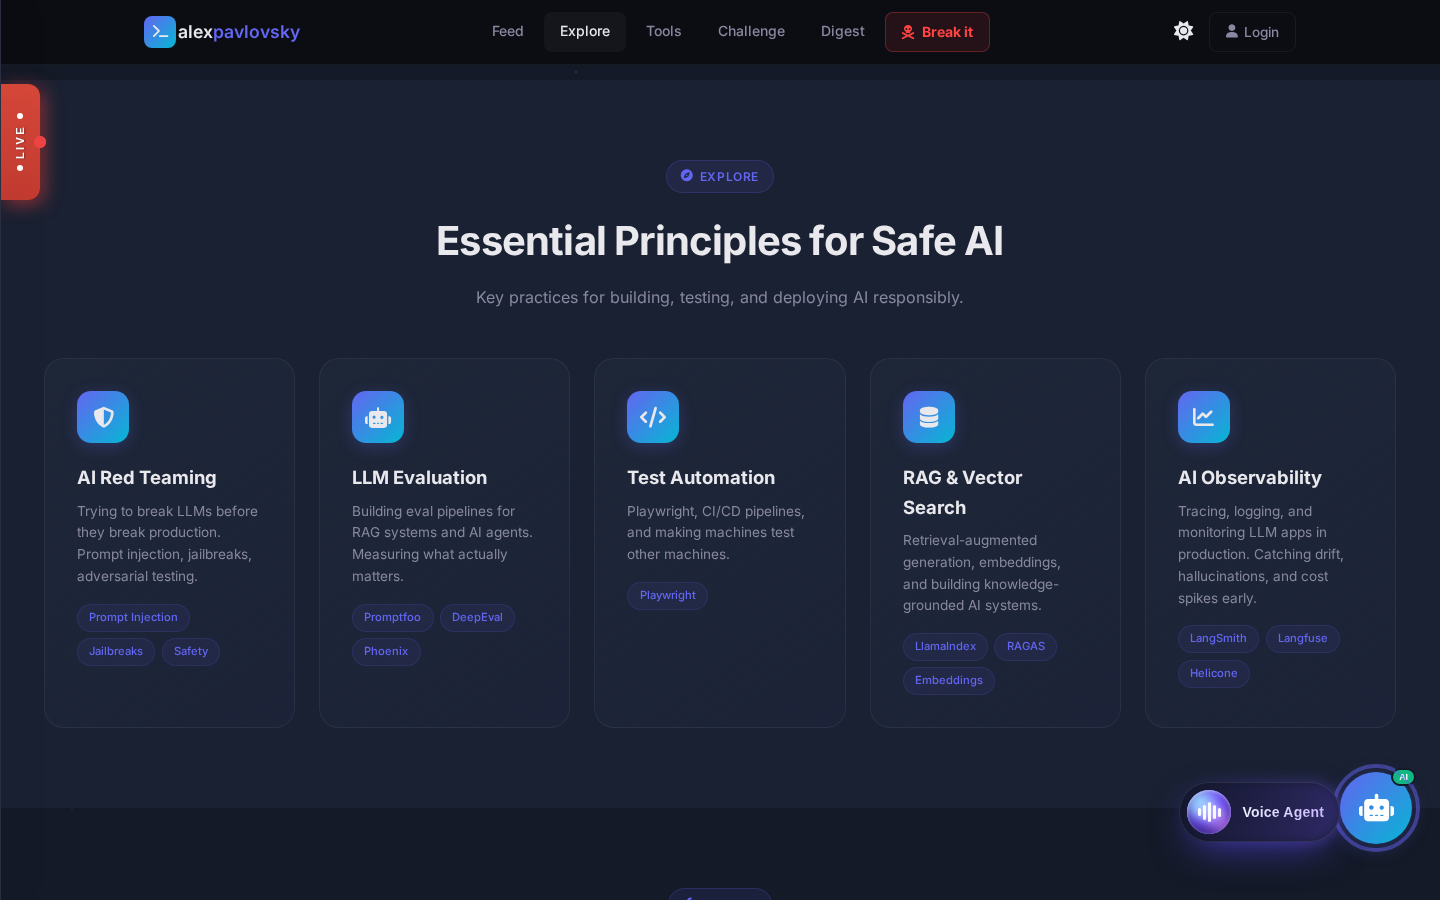 alexpavlovsky
Feed
Explore
Tools
Challenge
Digest
Break it
Login
LIVE
EXPLORE
Essential Principles for Safe AI
Key practices for building, testing, and deploying AI responsibly.
AI Red Teaming
Trying to break LLMs before
they break production.
Prompt injection, jailbreaks,
adversarial testing.
Prompt Injection
Jailbreaks
Safety
LLM Evaluation
Building eval pipelines for
RAG systems and AI agents.
Measuring what actually
matters.
Promptfoo
DeepEval
Phoenix
Test Automation
Playwright, CI/CD pipelines,
and making machines test
other machines.
Playwright
RAG & Vector
Search
Retrieval-augmented
generation, embeddings,
and building knowledge-
grounded AI systems.
LlamaIndex
RAGAS
Embeddings
AI Observability
Tracing, logging, and
monitoring LLM apps in
production. Catching drift,
hallucinations, and cost
spikes early.
LangSmith
Langfuse
Helicone
AI
Voice Agent